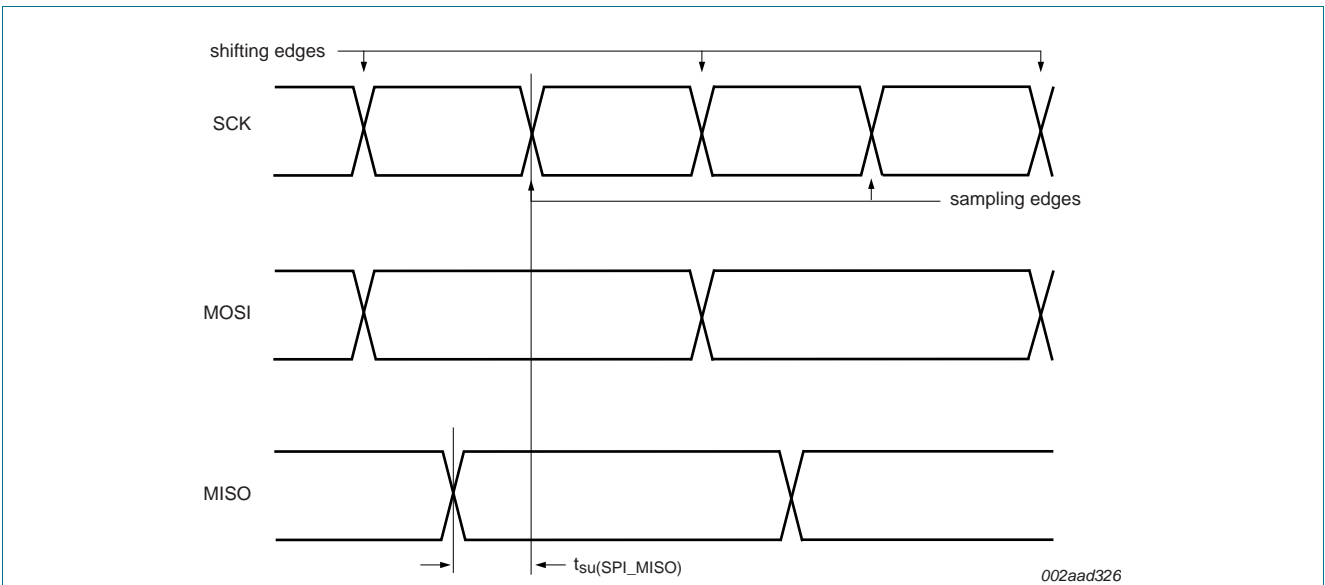 shifting edges
SCK
sampling edges
MOSI
MISO
tsu(SPI_MISO)
002aad326